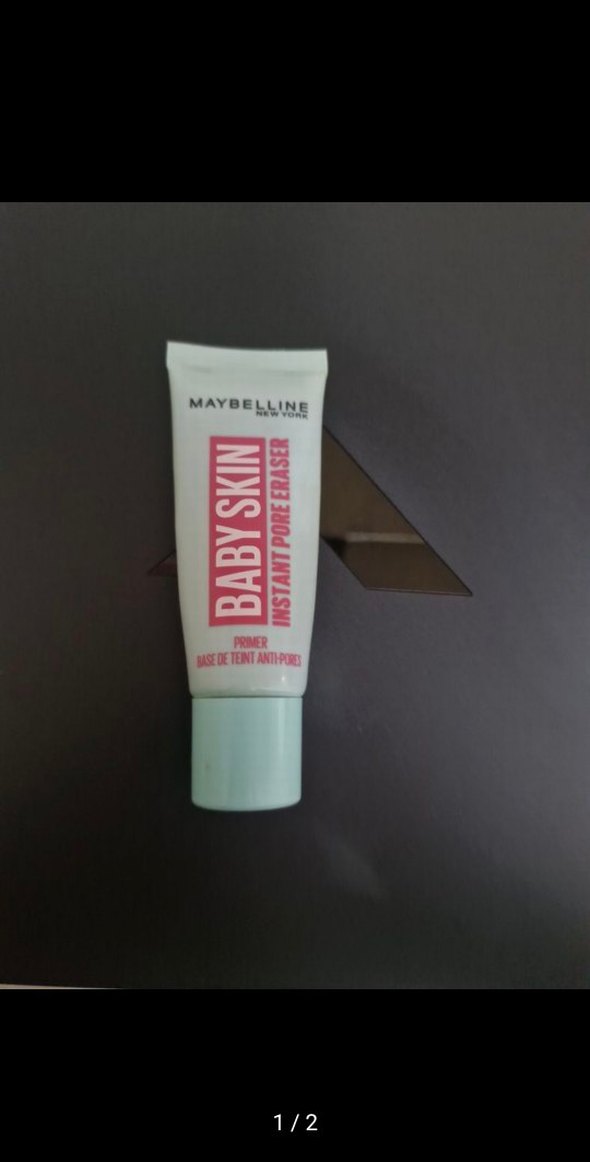 MAYBELLINE
NEW YORK
BABY SKIN
INSTANT PORE ERASER
PRIMER
BASE DE TEINT ANTI-PORES
1/2